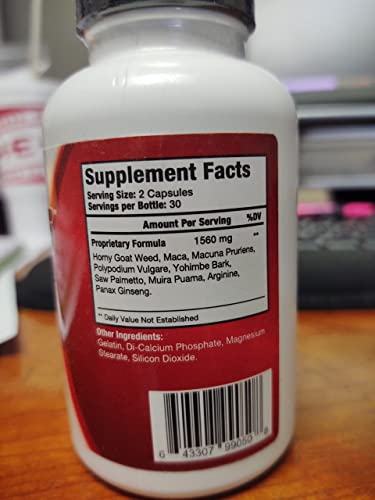 Supplement Facts
Serving Size: 2 Capsules
Servings per Bottle: 30
Amount Per Serving %DV
Proprietary Formula 1560 mg **
Horny Goat Weed, Maca, Macuna Pruriens,
Polypodium Vulgare, Yohimbe Bark,
Saw Palmetto, Muira Puama, Arginine,
Panax Ginseng.
** Daily Value Not Established
Other Ingredients:
Gelatin, Di-Calcium Phosphate, Magnesium
Stearate, Silicon Dioxide.
6 43307 99050 8